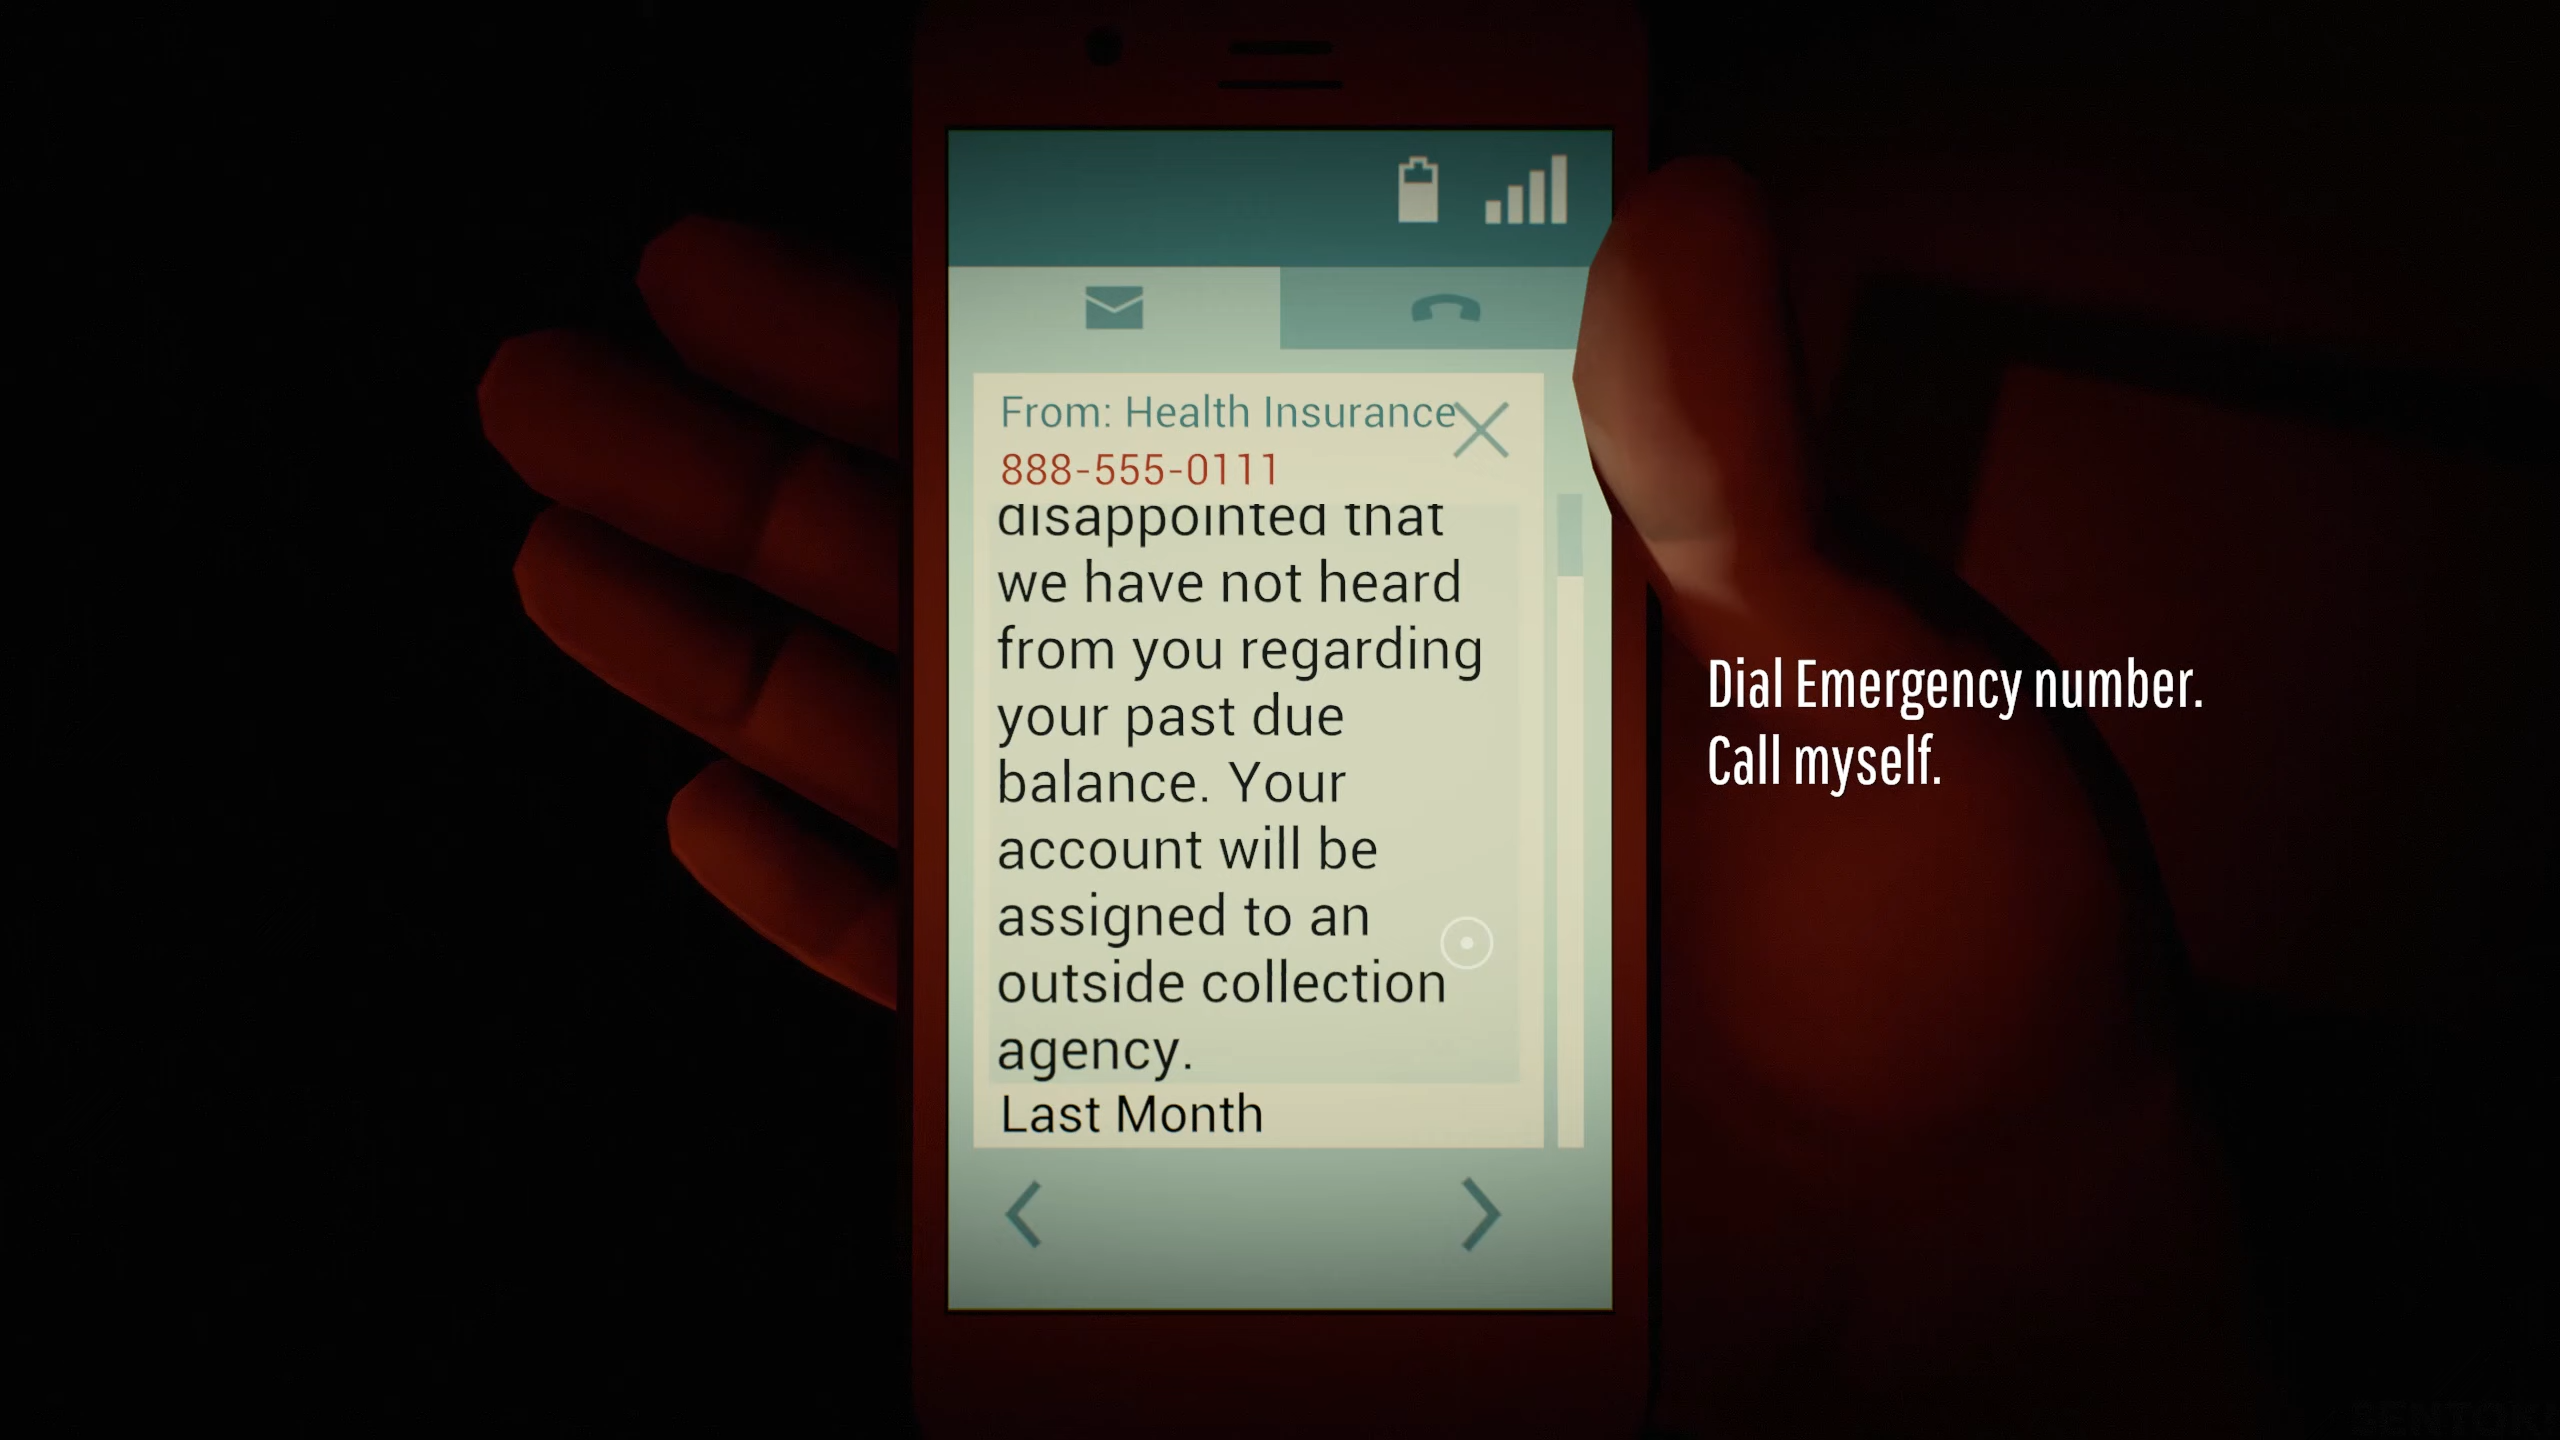 From: Health Insurance
888-555-0111
disappointed that
we have not heard
from you regarding
your past due
balance. Your
account will be
assigned to an
outside collection
agency.
Last Month
Dial Emergency number.
Call myself.